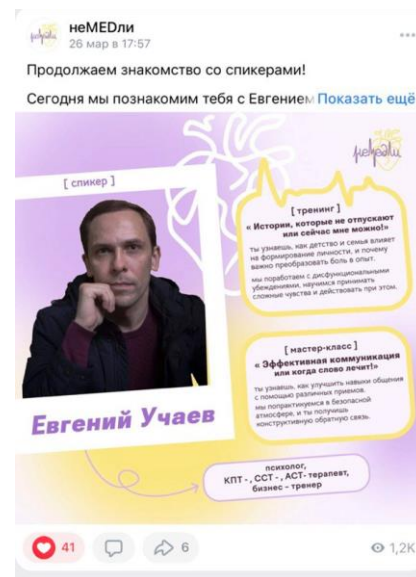 неМЕDли
26 мар в 17:57
Продолжаем знакомство со спикерами!
Сегодня мы познакомим тебя с Евгением Показать ещё
неmedли
[ спикер ]
[ тренинг ]
« Истории, которые не отпускают
или сейчас мне можно!»
ты узнаешь, как детство и семья влияет
на формирование личности, и почему
важно преобразовать боль в опыт.
мы поработаем с дисфункциональными
убеждениями, научимся принимать
сложные чувства и действовать при этом.
[ мастер-класс ]
« Эффективная коммуникация
или когда слово лечит!»
ты узнаешь, как улучшить навыки общения
с помощью различных приемов.
мы попрактикуемся в безопасной
атмосфере, и ты получишь
конструктивную обратную связь.
Евгений Учаев
психолог,
КПТ - , ССТ - , АСТ- терапевт,
бизнес - тренер
41
6
1,2K